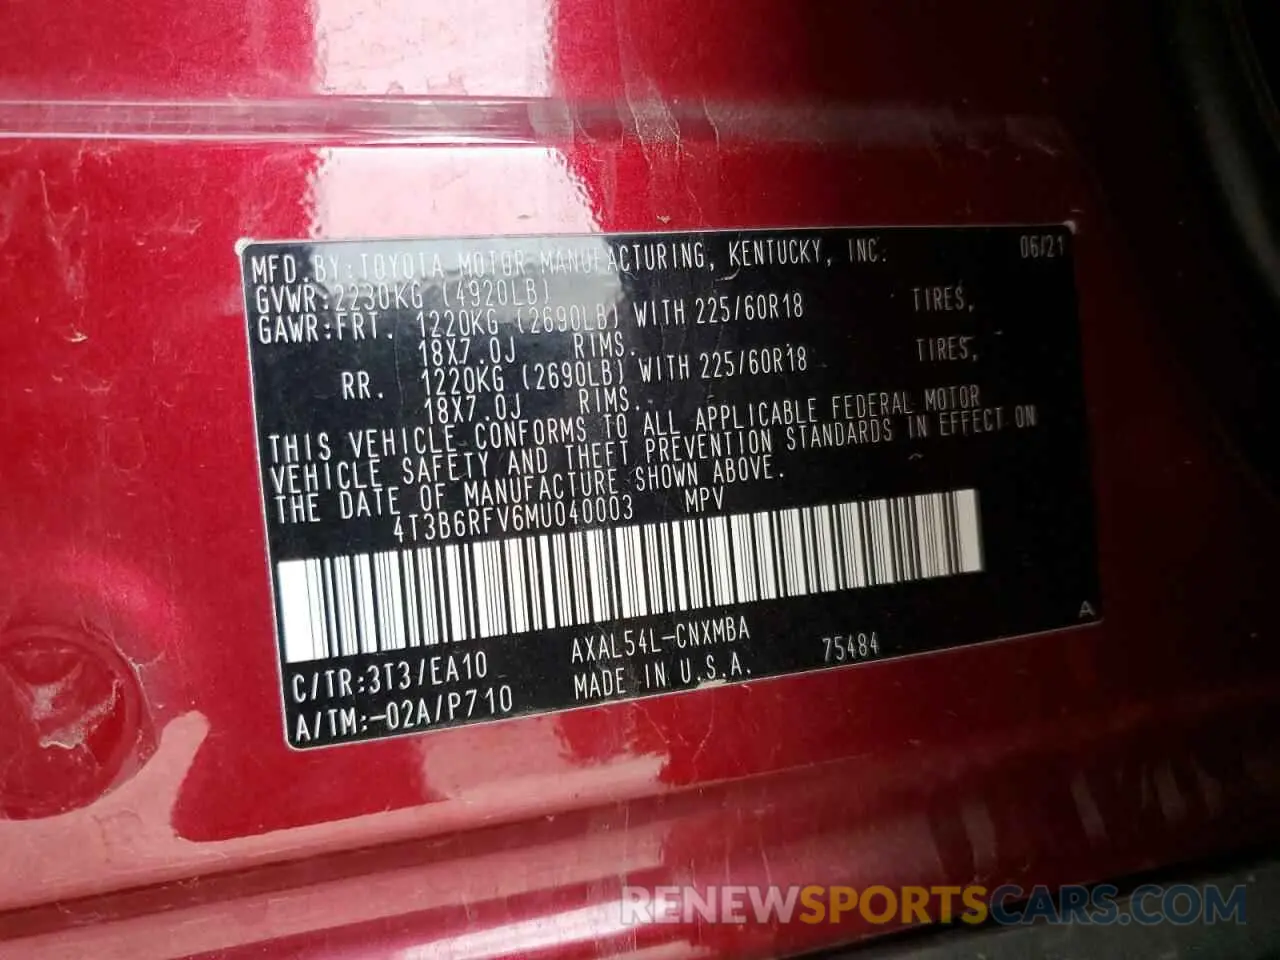 MFD. BY: TOYOTA MOTOR MANUFACTURING, KENTUCKY, INC. 06/21
GVWR: 2230KG (4920LB)
GAWR: FRT. 1220KG (2690LB) WITH 225/60R18 TIRES,
18X7.0J RIMS.
RR. 1220KG (2690LB) WITH 225/60R18 TIRES,
18X7.0J RIMS.
THIS VEHICLE CONFORMS TO ALL APPLICABLE FEDERAL MOTOR
VEHICLE SAFETY AND THEFT PREVENTION STANDARDS IN EFFECT ON
THE DATE OF MANUFACTURE SHOWN ABOVE.
4T3B6RFV6MU040003 MPV
AXAL54L-CNXMBA A
C/TR:3T3/EA10 MADE IN U.S.A. 75484
A/TM:-02A/P710
RENEWSPORTSCARS.COM